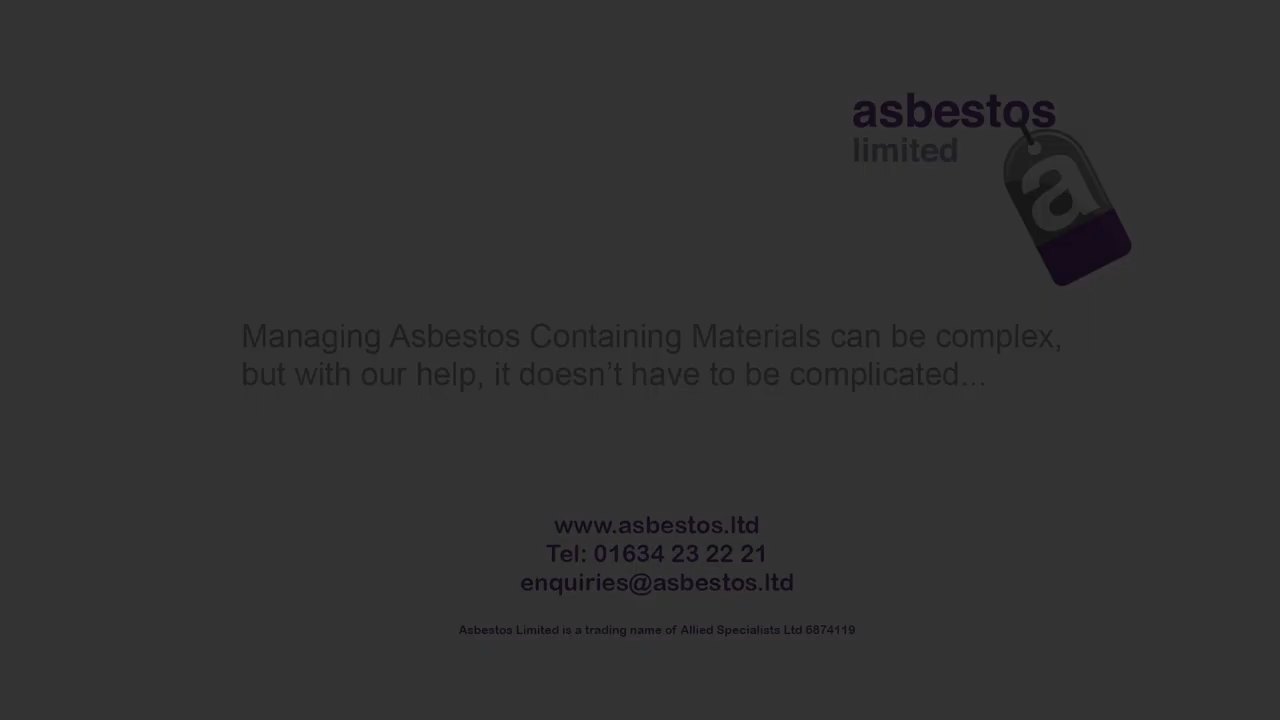 asbestos
limited
a
Managing Asbestos Containing Materials can be complex,
but with our help, it doesn’t have to be complicated...
www.asbestos.ltd
Tel: 01634 23 22 21
enquiries@asbestos.ltd
Asbestos Limited is a trading name of Allied Specialists Ltd 6874119